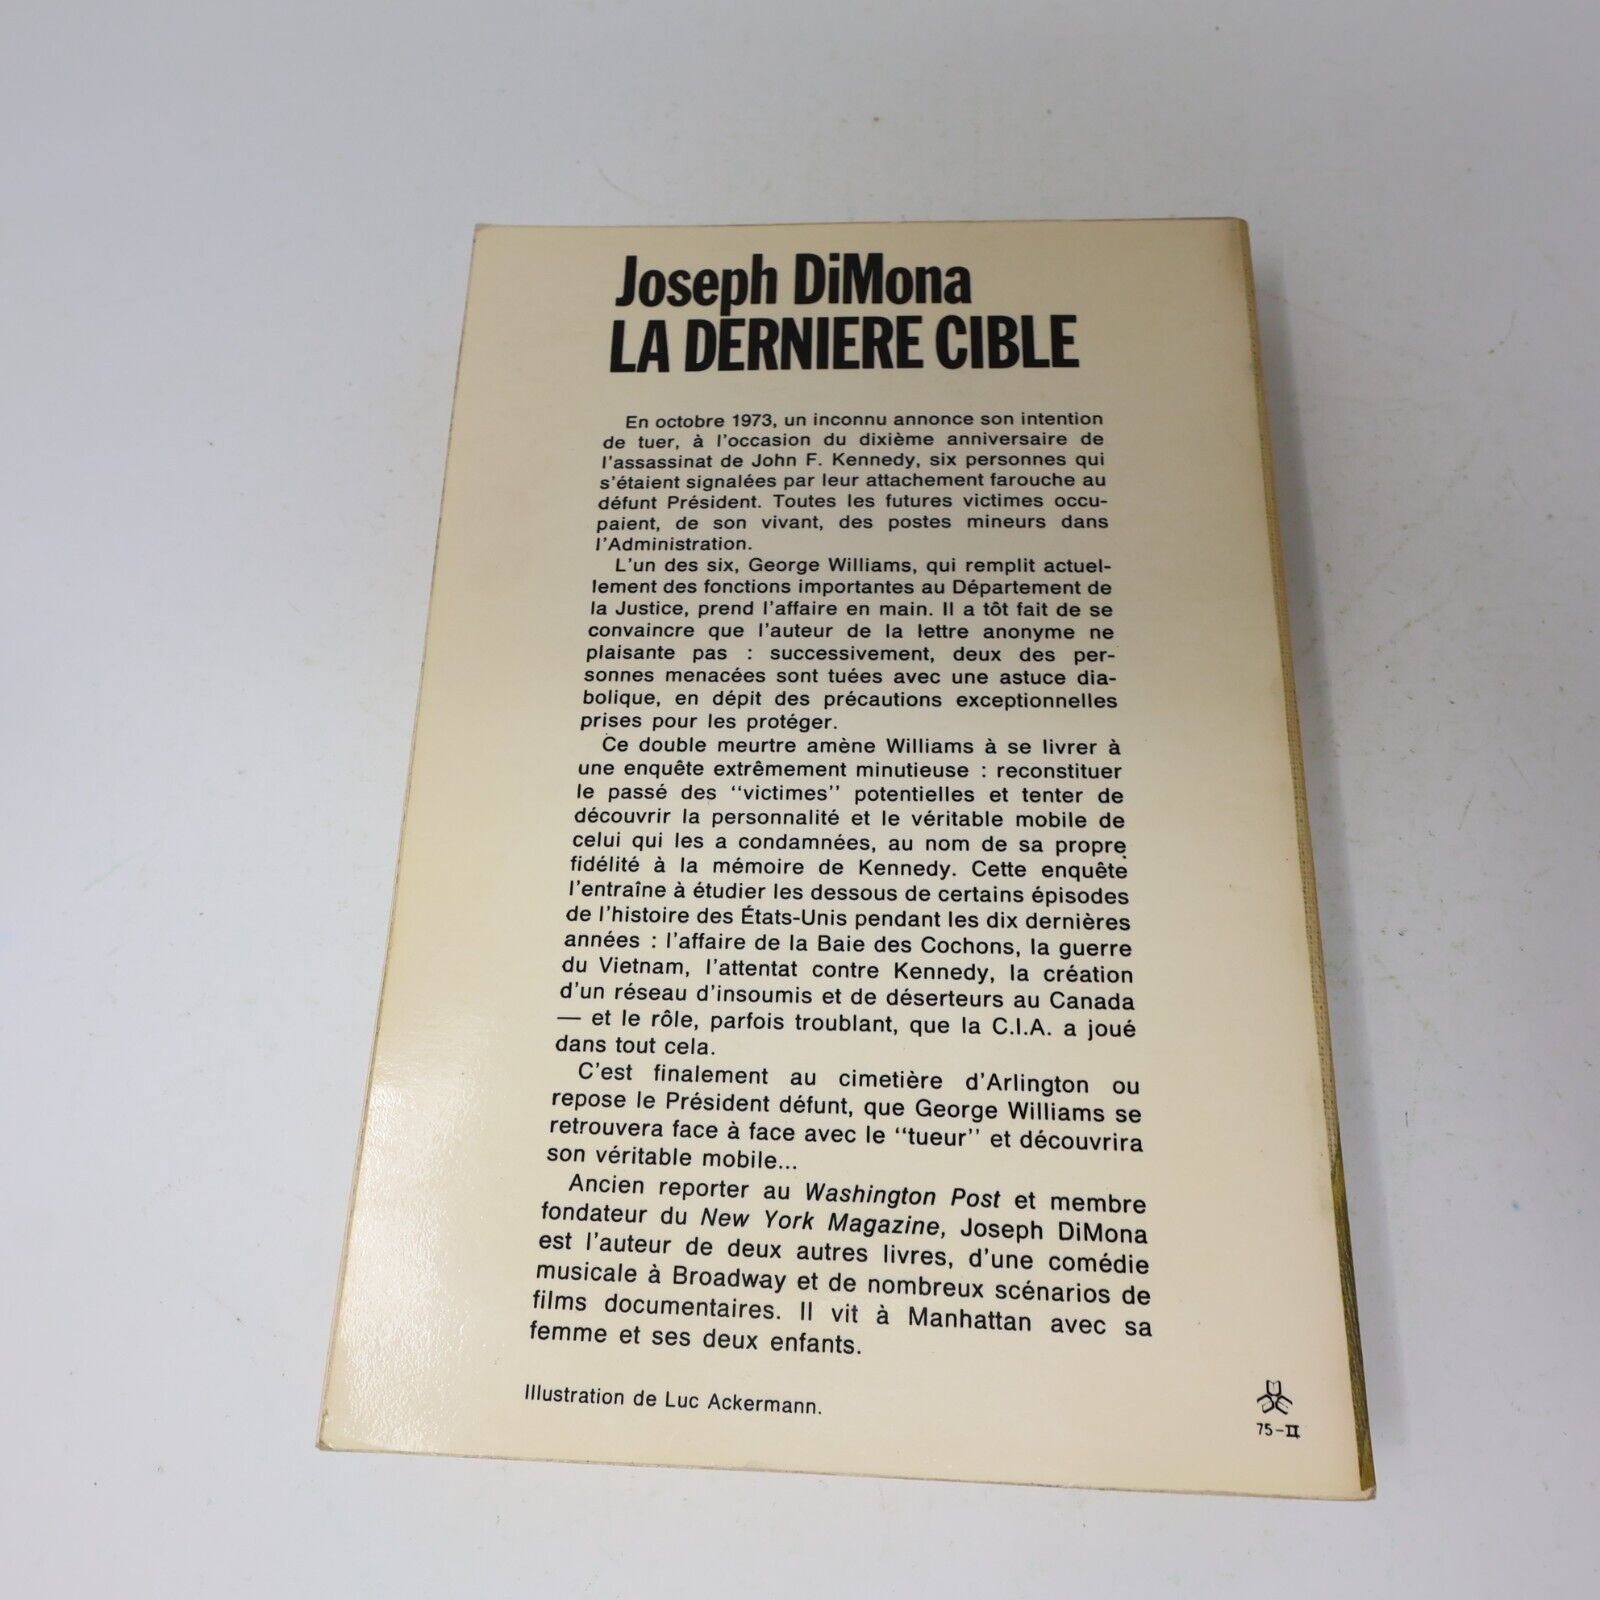 Joseph DiMona
LA DERNIERE CIBLE
En octobre 1973, un inconnu annonce son intention
de tuer, à l'occasion du dixième anniversaire de
l'assassinat de John F. Kennedy, six personnes qui
s'étaient signalées par leur attachement farouche au
défunt Président. Toutes les futures victimes occu-
paient, de son vivant, des postes mineurs dans
l'Administration.
L'un des six, George Williams, qui remplit actuel-
lement des fonctions importantes au Département de
la Justice, prend l'affaire en main. Il a tôt fait de se
convaincre que l'auteur de la lettre anonyme ne
plaisante pas : successivement, deux des per-
sonnes menacées sont tuées avec une astuce dia-
bolique, en dépit des précautions exceptionnelles
prises pour les protéger.
Ce double meurtre amène Williams à se livrer à
une enquête extrêmement minutieuse : reconstituer
le passé des "victimes" potentielles et tenter de
découvrir la personnalité et le véritable mobile de
celui qui les a condamnées, au nom de sa propre
fidélité à la mémoire de Kennedy. Cette enquête
l'entraîne à étudier les dessous de certains épisodes
de l'histoire des États-Unis pendant les dix dernières
années : l'affaire de la Baie des Cochons, la guerre
du Vietnam, l'attentat contre Kennedy, la création
d'un réseau d'insoumis et de déserteurs au Canada
— et le rôle, parfois troublant, que la C.I.A. a joué
dans tout cela.
C'est finalement au cimetière d'Arlington ou
repose le Président défunt, que George Williams se
retrouvera face à face avec le "tueur" et découvrira
son véritable mobile...
Ancien reporter au Washington Post et membre
fondateur du New York Magazine, Joseph DiMona
est l'auteur de deux autres livres, d'une comédie
musicale à Broadway et de nombreux scénarios de
films documentaires. Il vit à Manhattan avec sa
femme et ses deux enfants.
Illustration de Luc Ackermann.
75-II